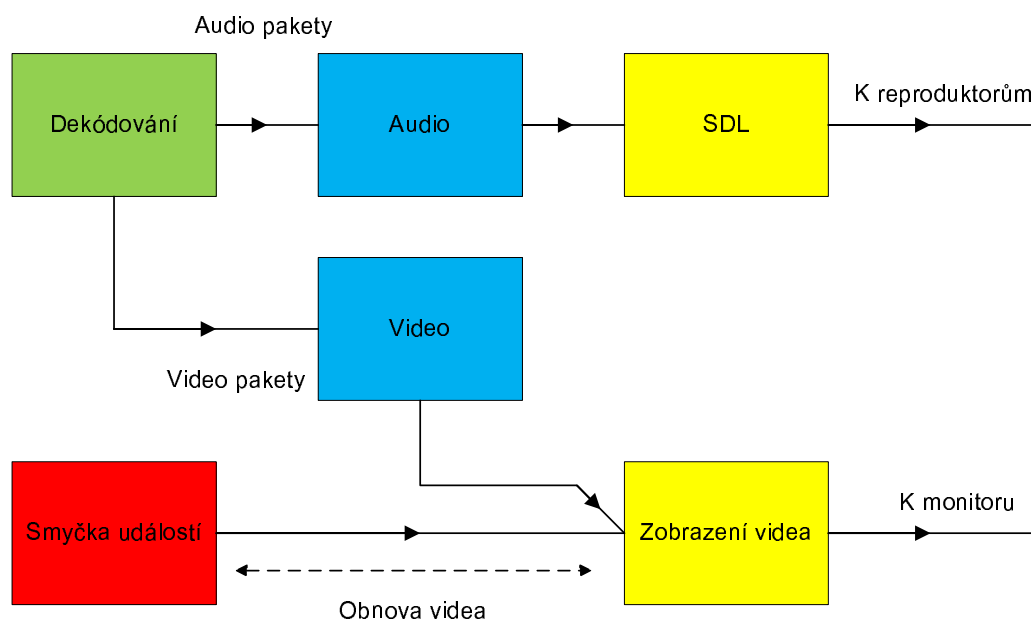 Audio pakety
Dekódování
Audio
SDL
K reproduktorům
Video
Video pakety
Smyčka událostí
Zobrazení videa
K monitoru
Obnova videa